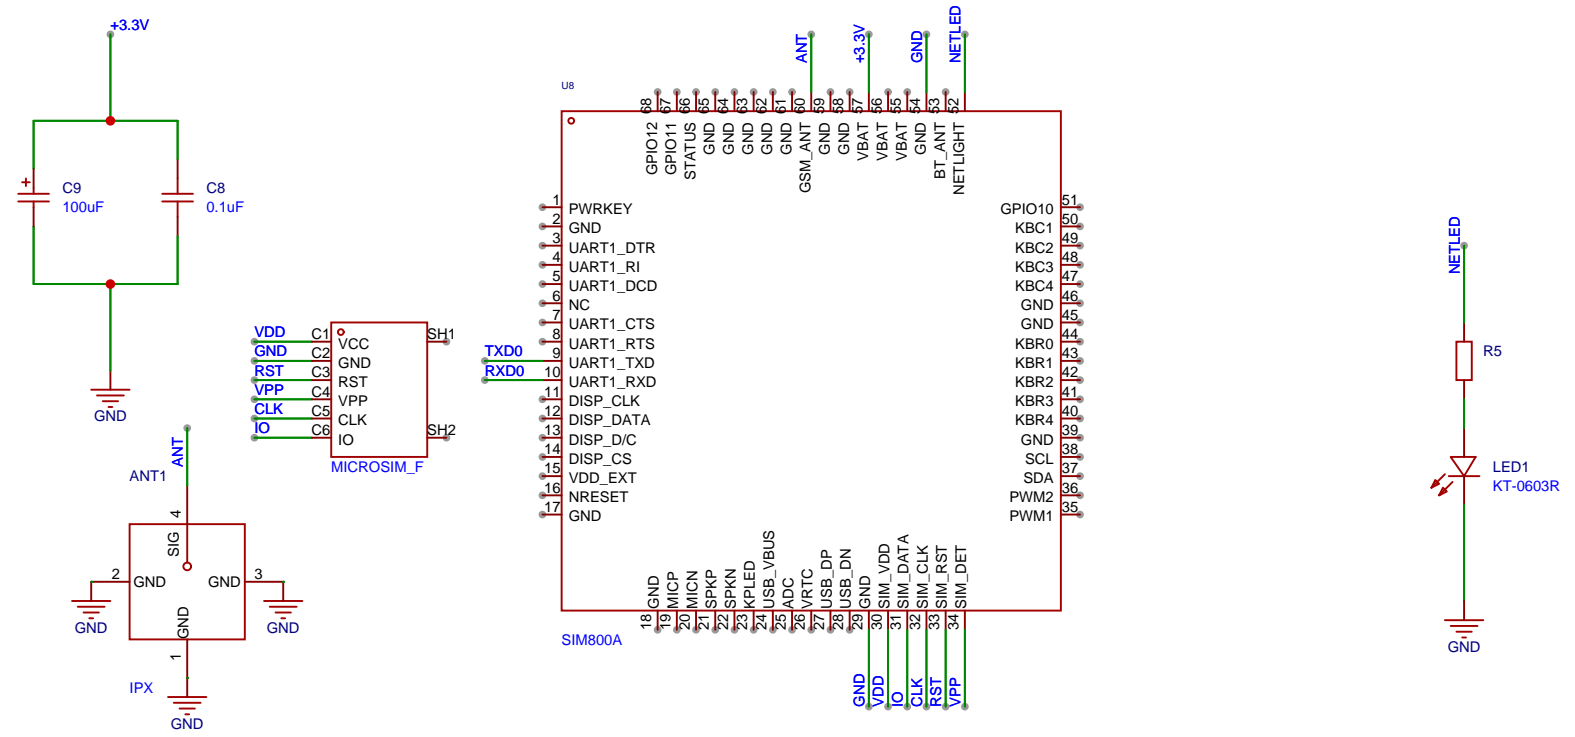 +3.3V
C9
100uF
C8
0.1uF
GND
ANT
ANT1
4
SIG
2
GND
GND
3
GND
GND
GND
1
IPX
GND
VDD
GND
RST
VPP
CLK
IO
C1
C2
C3
C4
C5
C6
VCC
GND
RST
VPP
CLK
IO
SH1
SH2
MICROSIM_F
U8
ANT
+3.3V
GND
NETLED
68
67
66
65
64
63
62
61
60
59
58
57
56
55
54
53
52
GPIO12
GPIO11
STATUS
GND
GND
GND
GND
GND
GSM_ANT
GND
GND
VBAT
VBAT
VBAT
GND
BT_ANT
NETLIGHT
1 PWRKEY
2 GND
3 UART1_DTR
4 UART1_RI
5 UART1_DCD
6 NC
7 UART1_CTS
8 UART1_RTS
TXD0 9 UART1_TXD
RXD0 10 UART1_RXD
11 DISP_CLK
12 DISP_DATA
13 DISP_D/C
14 DISP_CS
15 VDD_EXT
16 NRESET
17 GND
GPIO10 51
KBC1 50
KBC2 49
KBC3 48
KBC4 47
GND 46
GND 45
KBR0 44
KBR1 43
KBR2 42
KBR3 41
KBR4 40
GND 39
SCL 38
SDA 37
PWM2 36
PWM1 35
GND
MICP
MICN
SPKP
SPKN
KPLED
USB_VBUS
ADC
VRTC
USB_DP
USB_DN
GND
SIM_VDD
SIM_DATA
SIM_CLK
SIM_RST
SIM_DET
18
19
20
21
22
23
24
25
26
27
28
29
30
31
32
33
34
SIM800A
GND
VDD
IO
CLK
RST
VPP
NETLED
R5
LED1
KT-0603R
GND